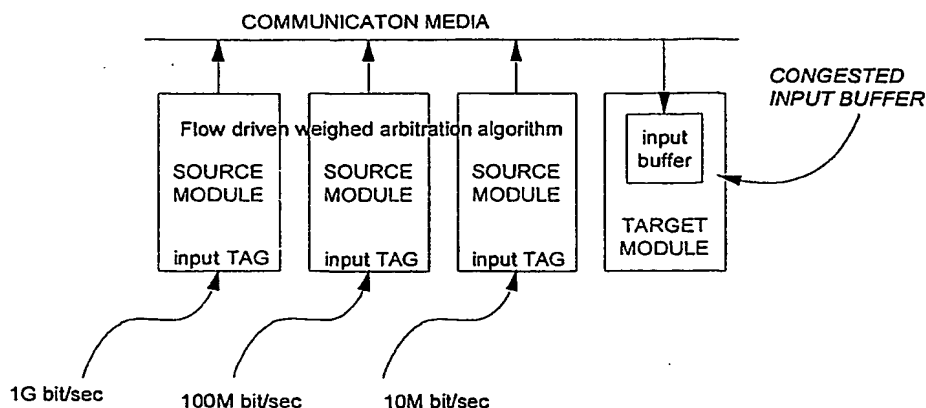 COMMUNICATON MEDIA
CONGESTED
INPUT BUFFER
Flow driven weighed arbitration algorithm
SOURCE
MODULE
input TAG
SOURCE
MODULE
input TAG
SOURCE
MODULE
input TAG
input
buffer
TARGET
MODULE
1G bit/sec
100M bit/sec
10M bit/sec